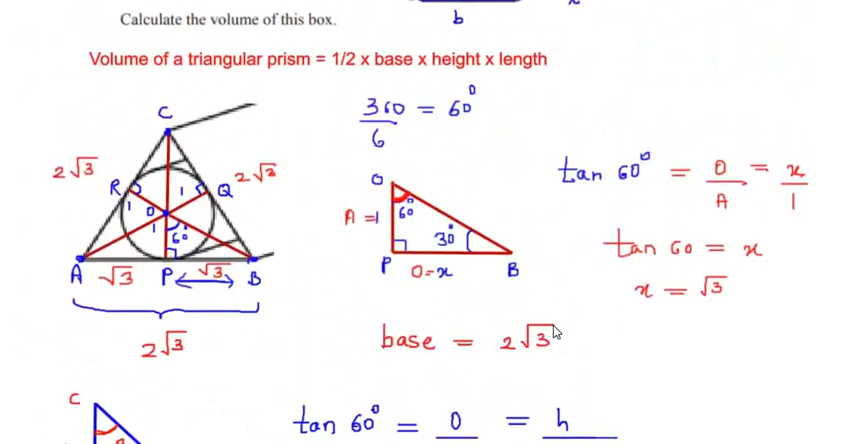 b
Calculate the volume of this box.
Volume of a triangular prism = 1/2 x base x height x length
C
360/6 = 60°
2√3
2√3
R
1
1
Q
O
1
1
60°
A
√3
P
√3
B
2√3
O
A = 1
60°
30°
P
O = x
B
tan 60° = O/A = x/1
tan 60 = x
x = √3
base = 2√3
C
tan 60° = O = h